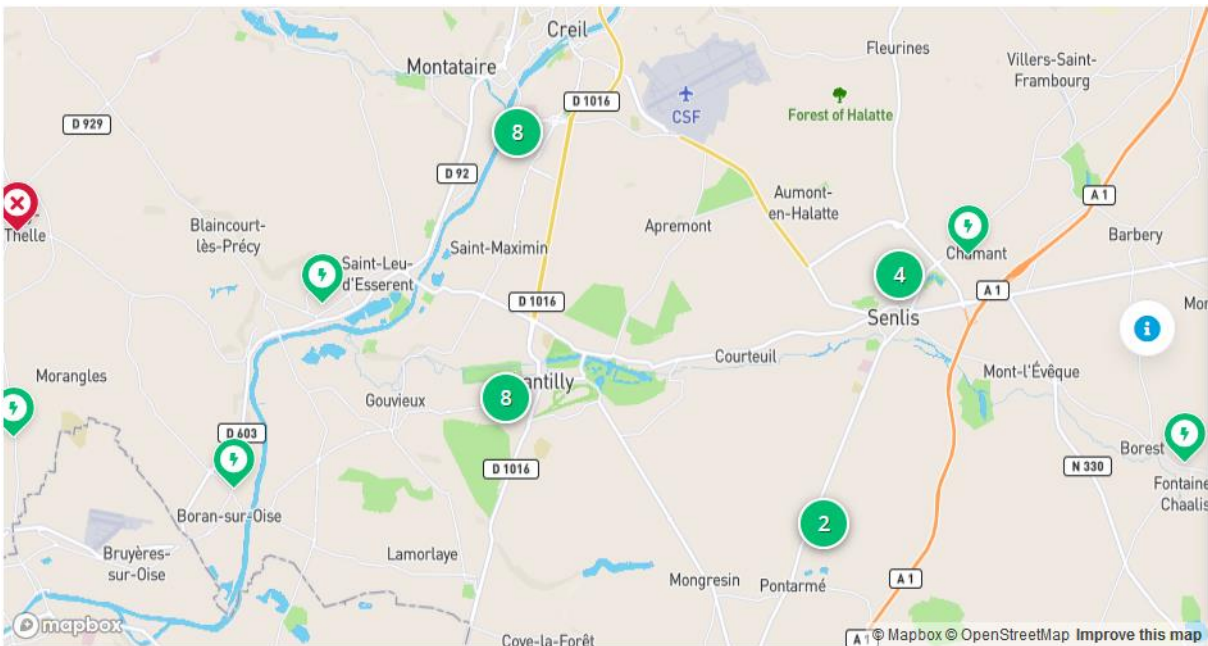 Creil
Fleurines
Montataire
Villers-Saint-
Frambourg
D 1016
CSF
Forest of Halatte
D 929
8
D 92
Aumont-
en-Halatte
A 1
Thelle
Blaincourt-
lès-Précy
Saint-Maximin
Apremont
Barbery
Chamant
Saint-Leu-
d'Esserent
4
A 1
D 1016
Senlis
Mor
i
Courteuil
Mont-l'Évêque
Morangles
antilly
8
Gouvieux
D 603
Borest
D 1016
N 330
Fontaine
Chaalis
Boran-sur-Oise
2
Bruyères-
sur-Oise
Lamorlaye
Mongresin
Pontarmé
A 1
mapbox
Coye-la-Forêt
A 1
© Mapbox © OpenStreetMap Improve this map